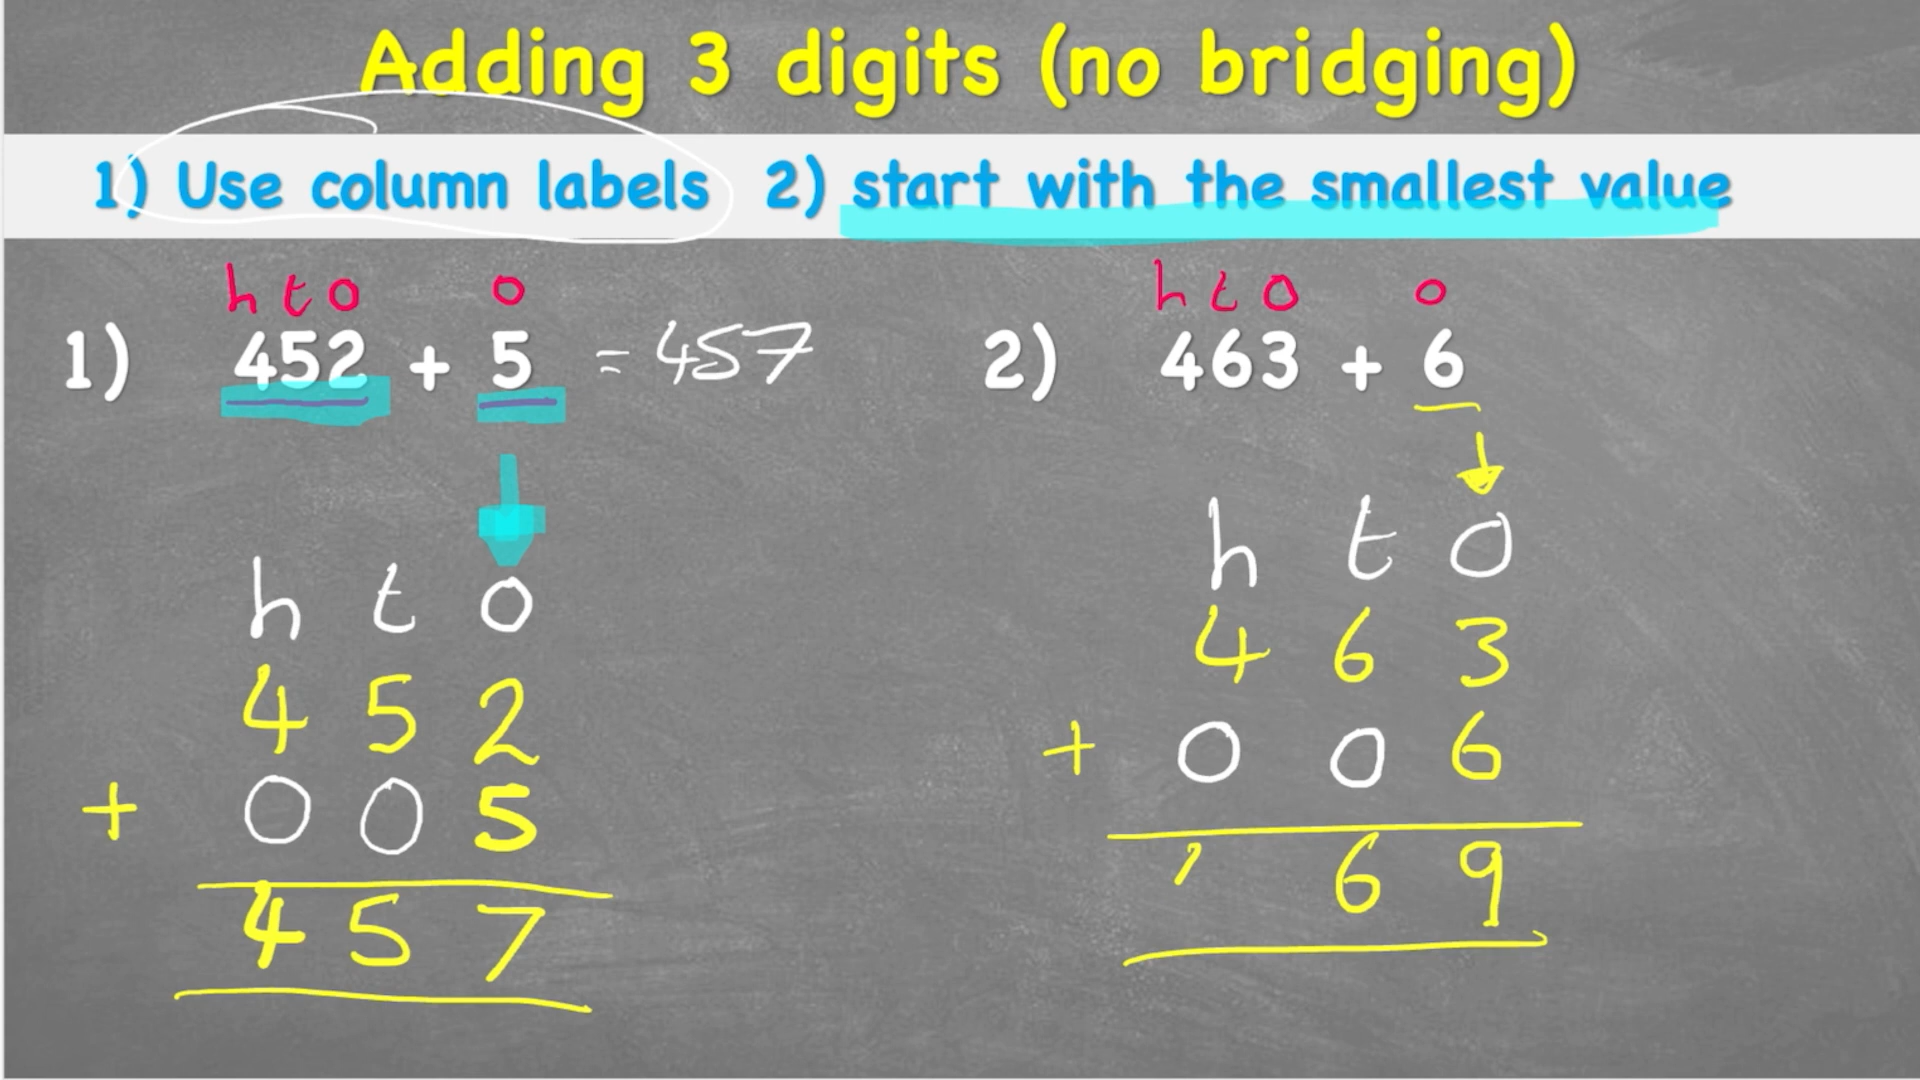 Adding 3 digits (no bridging)
1) Use column labels 2) start with the smallest value
h t o o
1) 452 + 5 = 457
h t o
4 5 2
+ 0 0 5
4 5 7
h t o o
2) 463 + 6
h t o
4 6 3
+ 0 0 6
6 9